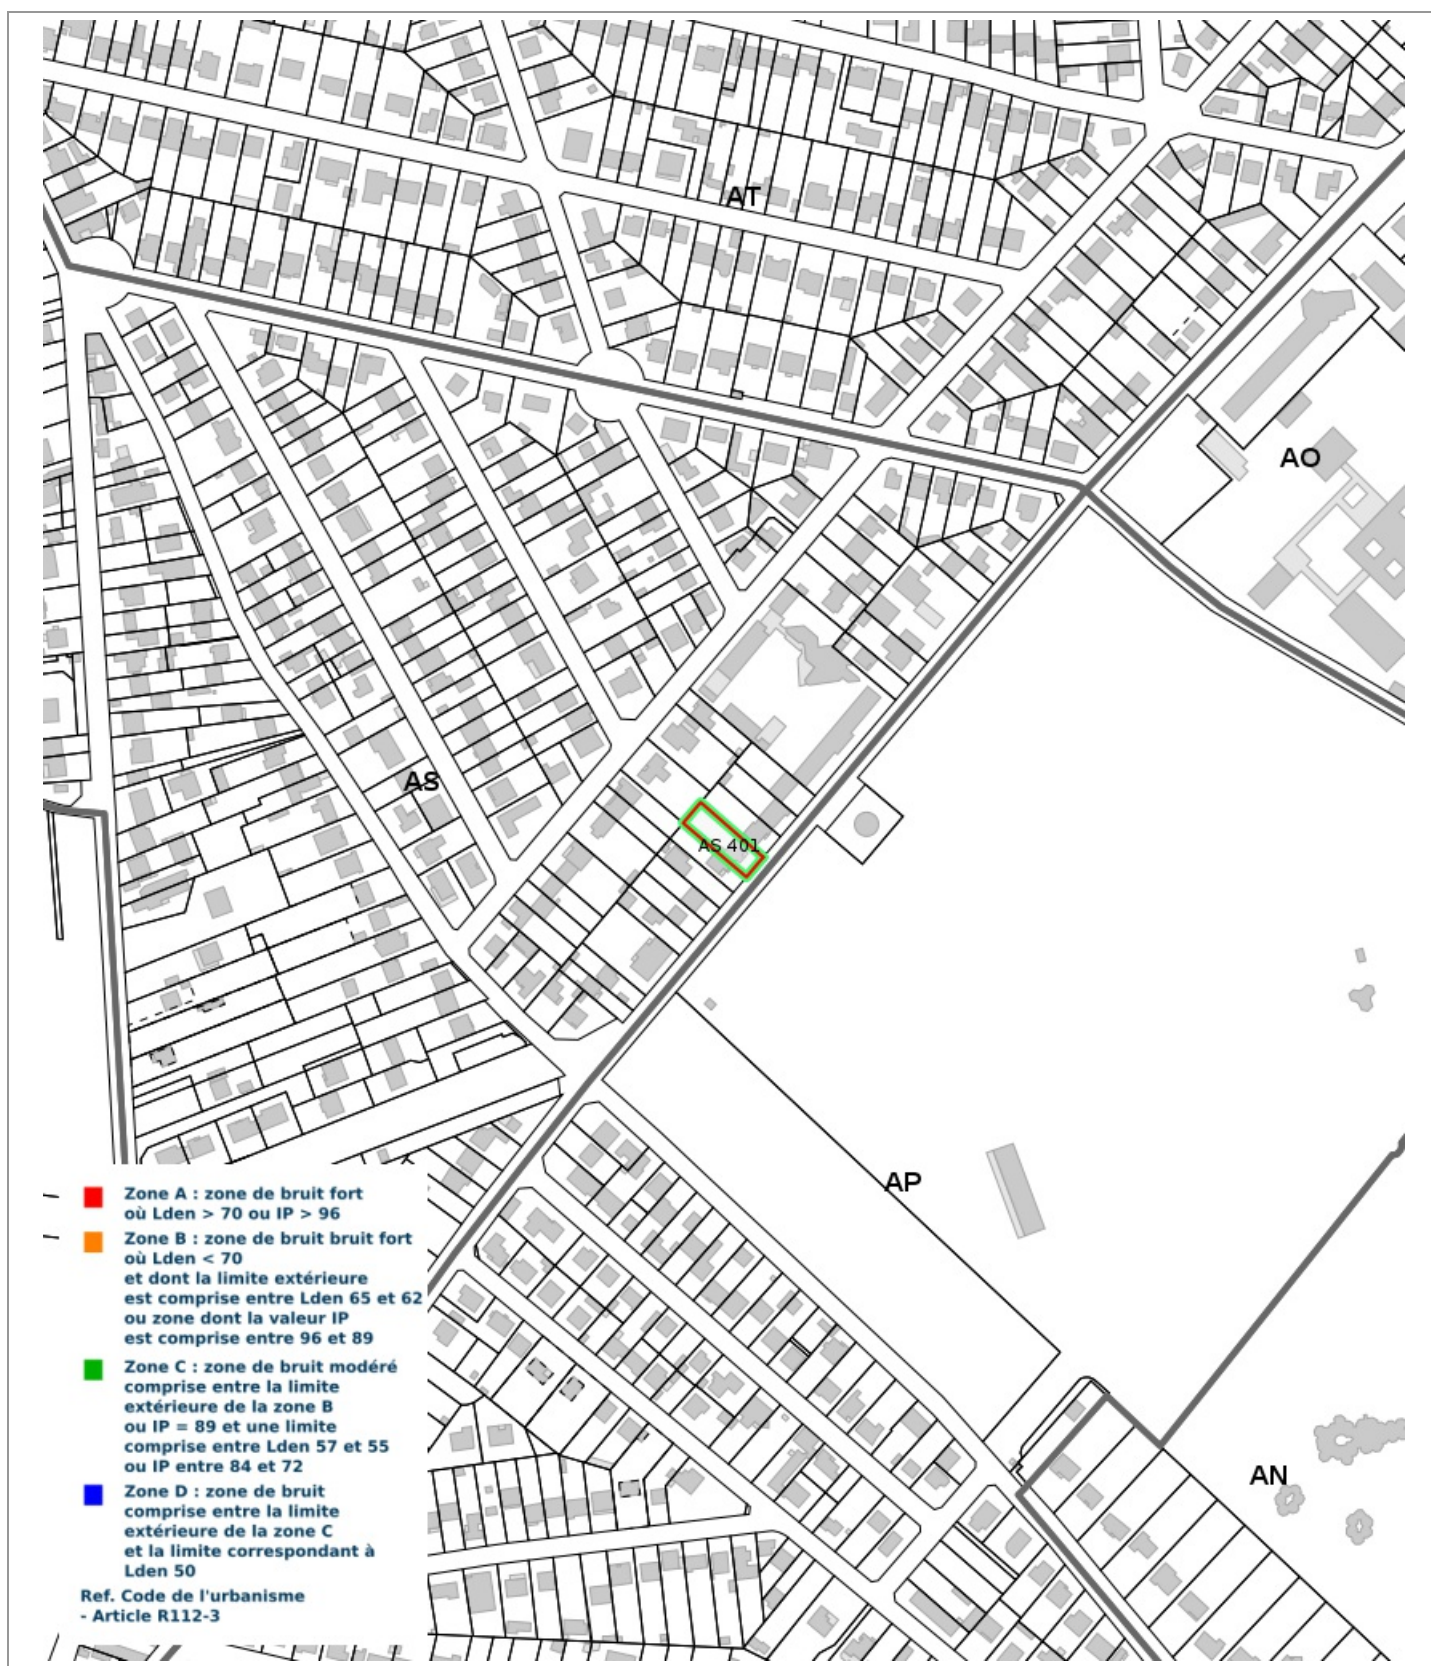 AT
AO
AS
AS 401
AP
AN
Zone A : zone de bruit fort
où Lden > 70 ou IP > 96
Zone B : zone de bruit bruit fort
où Lden < 70
et dont la limite extérieure
est comprise entre Lden 65 et 62
ou zone dont la valeur IP
est comprise entre 96 et 89
Zone C : zone de bruit modéré
comprise entre la limite
extérieure de la zone B
ou IP = 89 et une limite
comprise entre Lden 57 et 55
ou IP entre 84 et 72
Zone D : zone de bruit
comprise entre la limite
extérieure de la zone C
et la limite correspondant à
Lden 50
Ref. Code de l'urbanisme
- Article R112-3